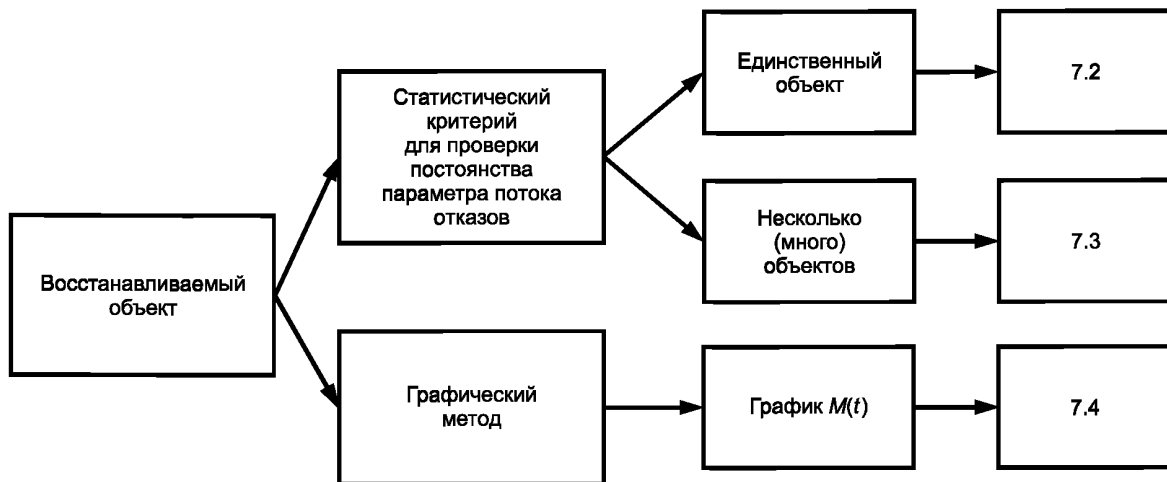 Восстанавливаемый
объект
Статистический
критерий
для проверки
постоянства
параметра потока
отказов
Единственный
объект
7.2
Несколько
(много)
объектов
7.3
Графический
метод
График M(t)
7.4